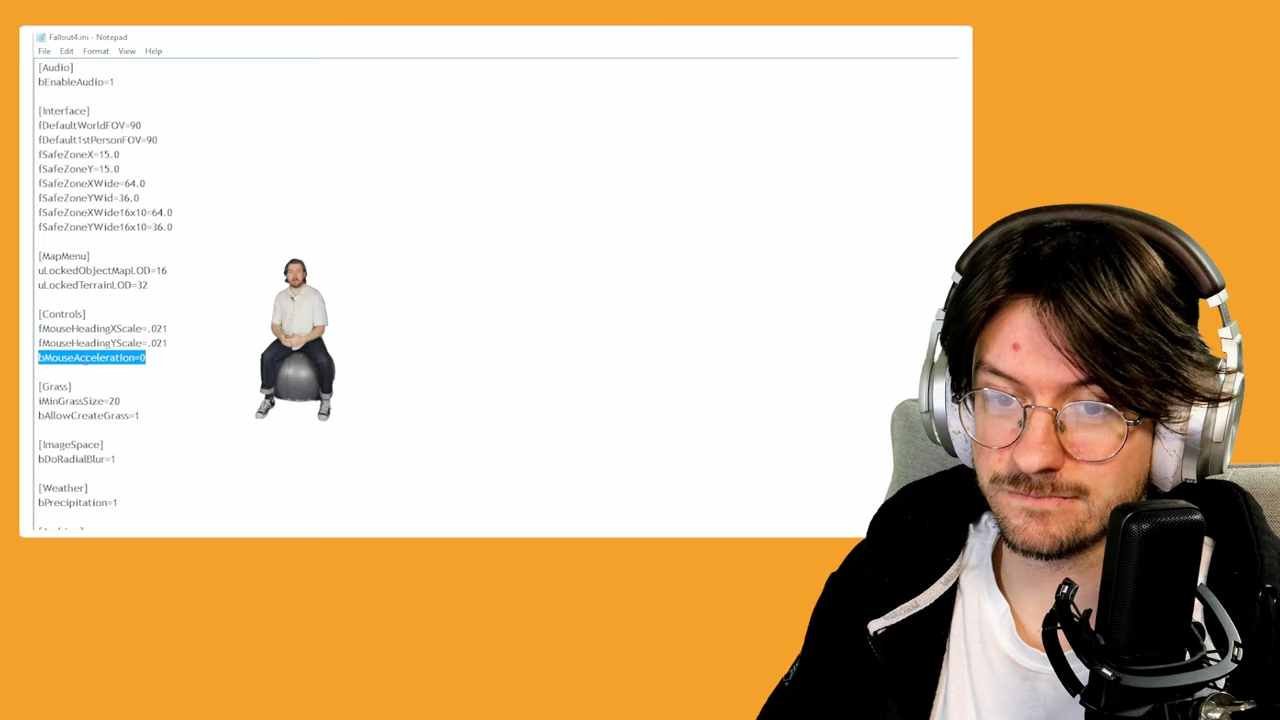 Fallout4.ini - Notepad
File Edit Format View Help
[Audio]
bEnableAudio=1
[Interface]
fDefaultWorldFOV=90
fDefault1stPersonFOV=90
fSafeZoneX=15.0
fSafeZoneY=15.0
fSafeZoneXWide=64.0
fSafeZoneYWid=36.0
fSafeZoneXWide16x10=64.0
fSafeZoneYWide16x10=36.0
[MapMenu]
uLockedObjectMapLOD=16
uLockedTerrainLOD=32
[Controls]
fMouseHeadingXScale=.021
fMouseHeadingYScale=.021
bMouseAcceleration=0
[Grass]
iMinGrassSize=20
bAllowCreateGrass=1
[ImageSpace]
bDoRadialBlur=1
[Weather]
bPrecipitation=1